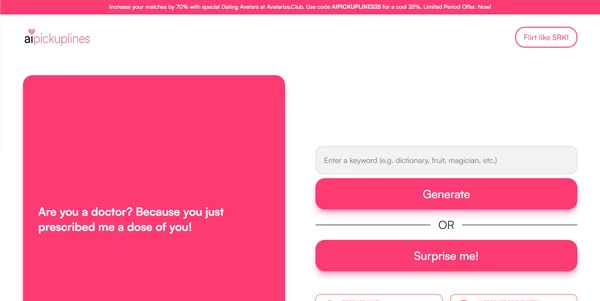 Increase your matches by 70% with special Dating Avatars at Avatarize.Club. Use code AIPICKUPLINES25 for a cool 25%, Limited Period Offer. Now!
aipickuplines
Flirt like SRK!
Are you a doctor? Because you just
prescribed me a dose of you!
Enter a keyword (e.g. dictionary, fruit, magician, etc.)
Generate
OR
Surprise me!